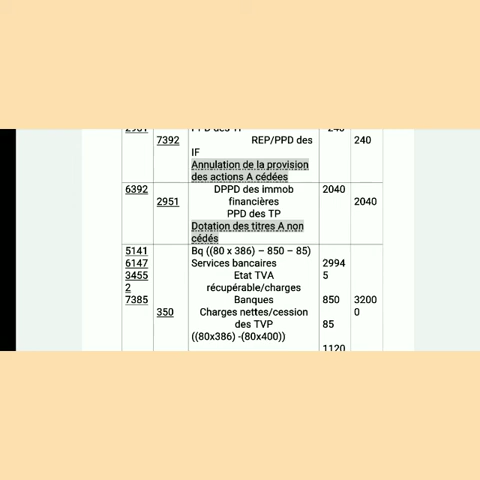 7392 REP/PPD des 240
IF
Annulation de la provision
des actions A cédées
6392 DPPD des immob 2040
2951 financières 2040
PPD des TP
Dotation des titres A non
cédés
5141 Bq ((80 x 386) – 850 – 85)
6147 Services bancaires 2994
3455 Etat TVA 5
2 récupérable/charges
7385 Banques 850 3200
350 Charges nettes/cession 0
des TVP 85
((80x386) -(80x400))
1120